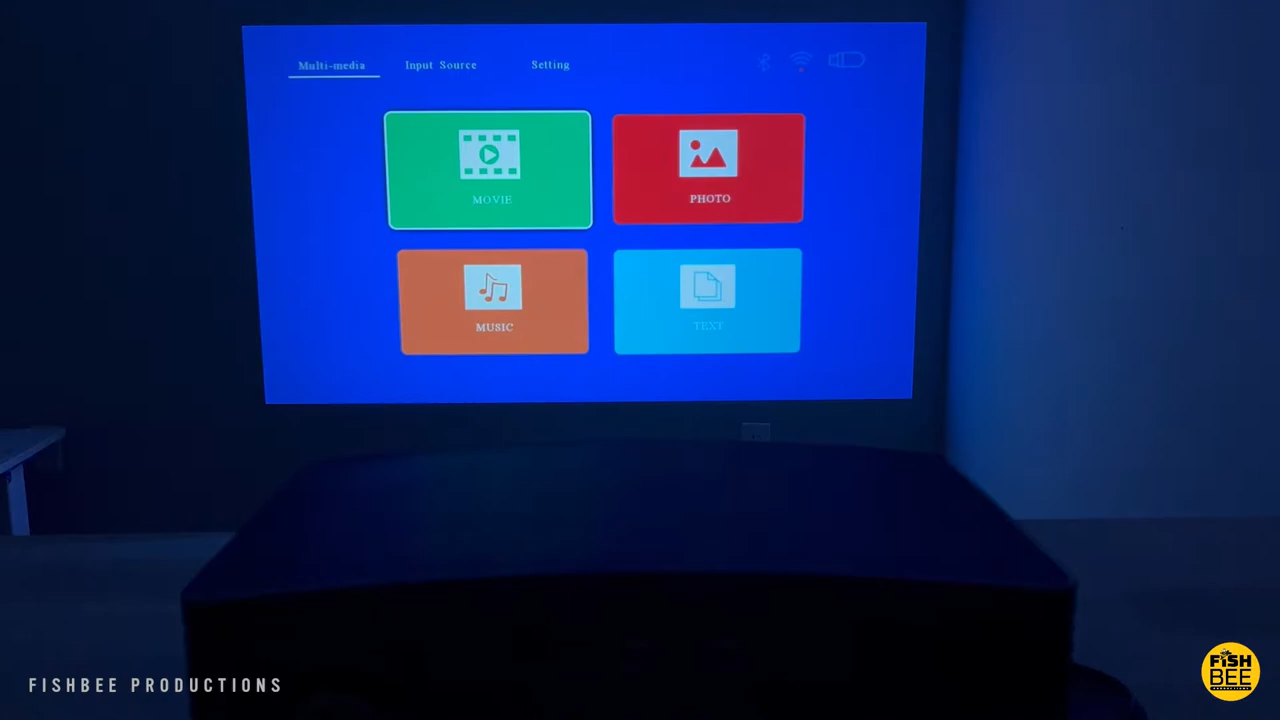 Multi-media Input Source Setting
MOVIE
PHOTO
MUSIC
TEXT
FISHBEE PRODUCTIONS
FISH
BEE